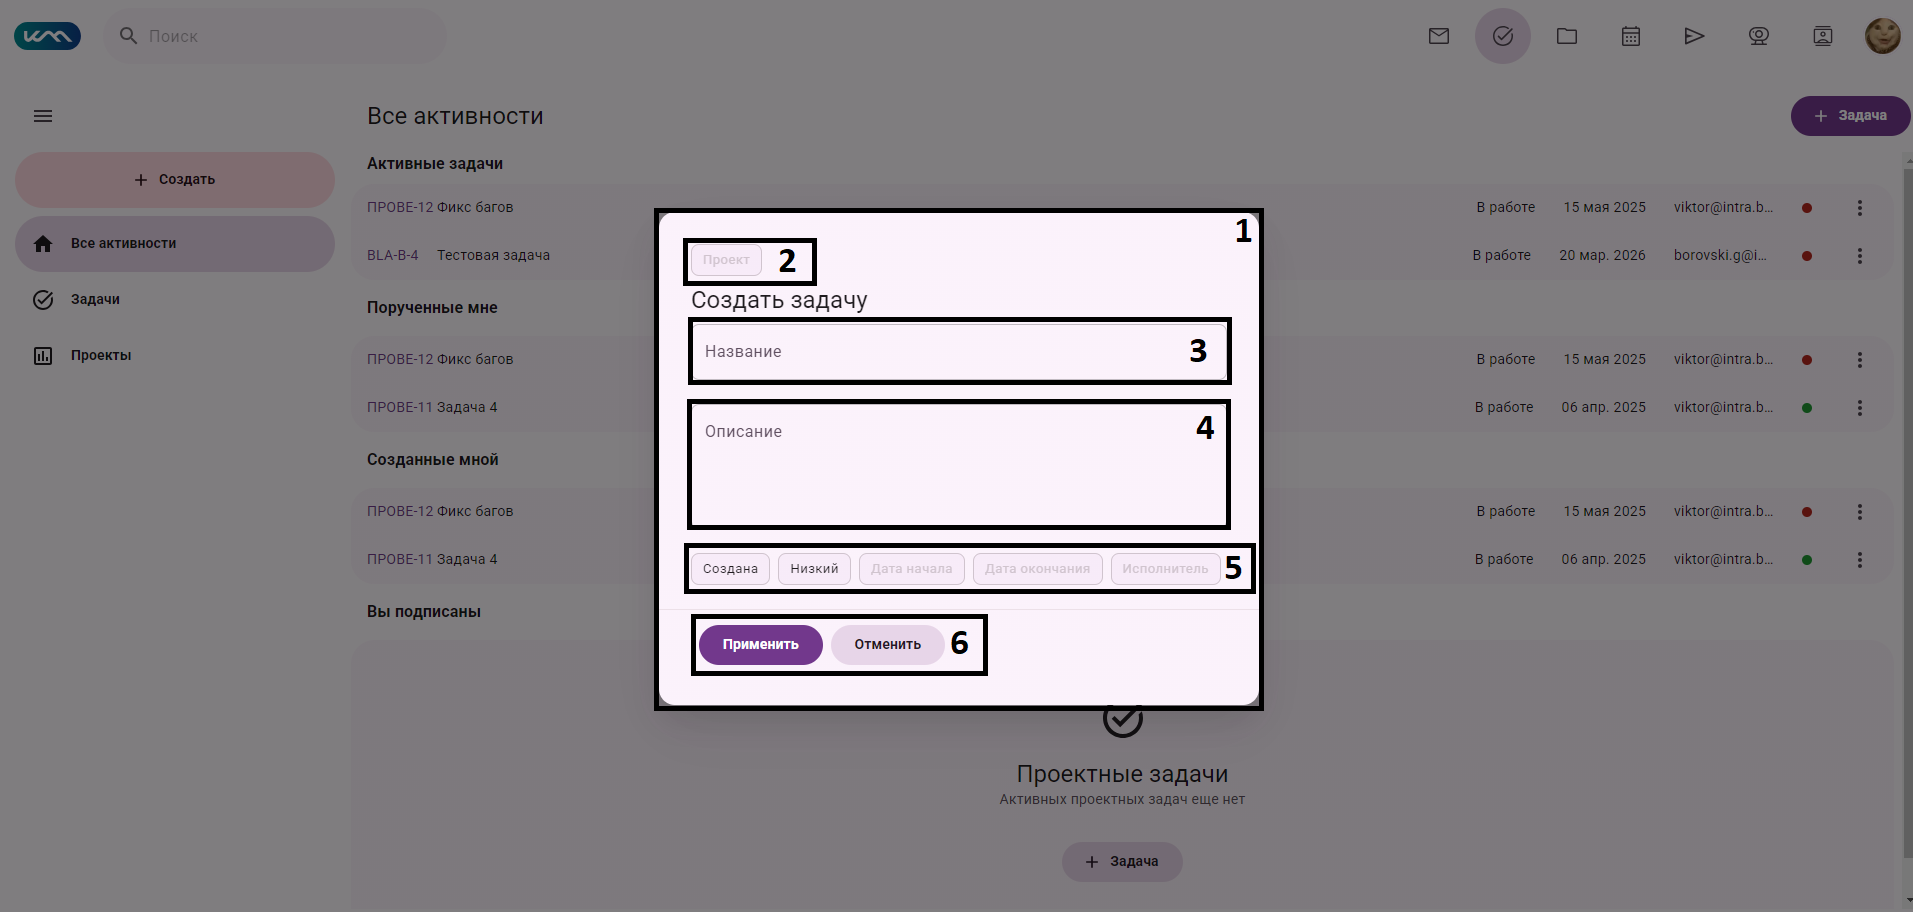 Поиск
Все активности
+ Задача
+ Создать
Все активности
Задачи
Проекты
Активные задачи
ПРОВЕ-12 Фикс багов В работе 15 мая 2025 viktor@intra.b...
BLA-B-4 Тестовая задача В работе 20 мар. 2026 borovski.g@i...
Порученные мне
ПРОВЕ-12 Фикс багов В работе 15 мая 2025 viktor@intra.b...
ПРОВЕ-11 Задача 4 В работе 06 апр. 2025 viktor@intra.b...
Созданные мной
ПРОВЕ-12 Фикс багов В работе 15 мая 2025 viktor@intra.b...
ПРОВЕ-11 Задача 4 В работе 06 апр. 2025 viktor@intra.b...
Вы подписаны
1
Проект 2
Создать задачу
Название 3
Описание 4
Создана Низкий Дата начала Дата окончания Исполнитель 5
Применить Отменить 6
Проектные задачи
Активных проектных задач еще нет
+ Задача